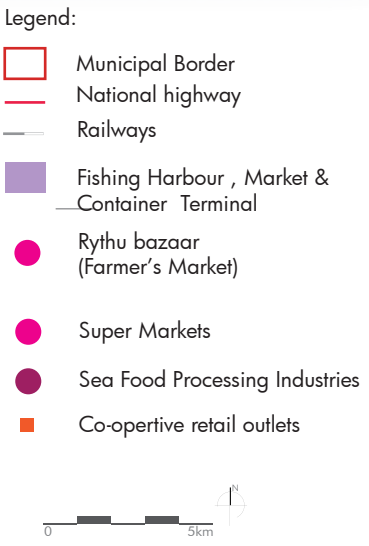 Legend:
Municipal Border
National highway
Railways
Fishing Harbour , Market &
Container Terminal
Rythu bazaar
(Farmer's Market)
Super Markets
Sea Food Processing Industries
Co-opertive retail outlets
N
0 5km